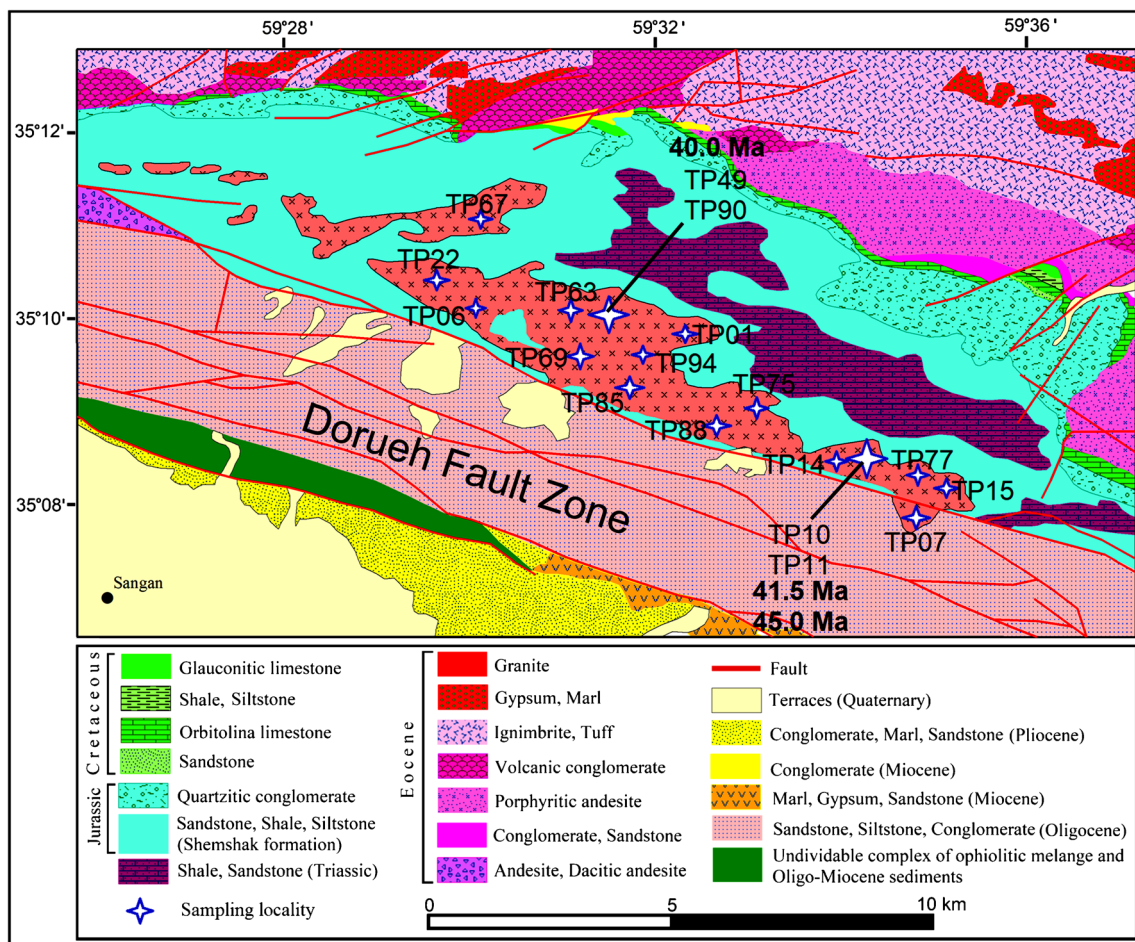 59°28'
59°32'
59°36'
35°12'
35°10'
35°08'
40.0 Ma
TP49
TP90
TP67
TP22
TP63
TP06
TP01
TP69
TP94
TP75
TP85
TP88
TP14
TP77
TP15
TP07
TP10
TP11
41.5 Ma
45.0 Ma
Dorueh Fault Zone
Sangan
Cretaceous
Glauconitic limestone
Shale, Siltstone
Orbitolina limestone
Sandstone
Jurassic
Quartzitic conglomerate
Sandstone, Shale, Siltstone
(Shemshak formation)
Shale, Sandstone (Triassic)
Sampling locality
Eocene
Granite
Gypsum, Marl
Ignimbrite, Tuff
Volcanic conglomerate
Porphyritic andesite
Conglomerate, Sandstone
Andesite, Dacitic andesite
Fault
Terraces (Quaternary)
Conglomerate, Marl, Sandstone (Pliocene)
Conglomerate (Miocene)
Marl, Gypsum, Sandstone (Miocene)
Sandstone, Siltstone, Conglomerate (Oligocene)
Undividable complex of ophiolitic melange and
Oligo-Miocene sediments
0
5
10 km